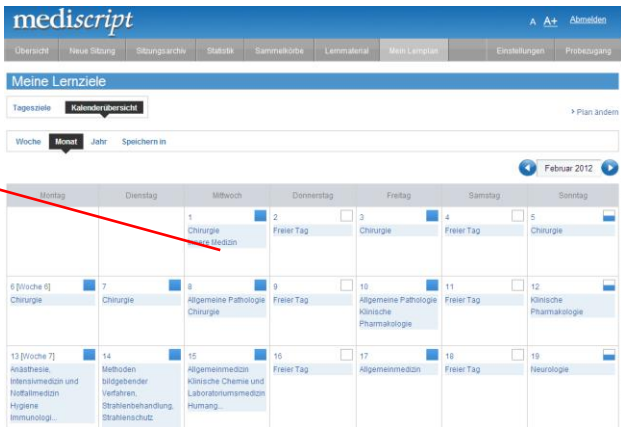 mediscript
A A+ Abmelden
Übersicht Neue Sitzung Sitzungsarchiv Statistik Sammelkörbe Lernmaterial Mein Lernplan Einstellungen Probezugang
Meine Lernziele
Tagesziele Kalenderübersicht
> Plan ändern
Woche Monat Jahr Speichern in
Februar 2012
Montag Dienstag Mittwoch Donnerstag Freitag Samstag Sonntag
1 2 3 4 5
Chirurgie Freier Tag Chirurgie Freier Tag Chirurgie
Innere Medizin
6 [Woche 6] 7 8 9 10 11 12
Chirurgie Chirurgie Allgemeine Pathologie Freier Tag Allgemeine Pathologie Freier Tag Klinische
Chirurgie Klinische Pharmakologie
Pharmakologie
13 [Woche 7] 14 15 16 17 18 19
Anästhesie, Methoden Allgemeinmedizin Freier Tag Allgemeinmedizin Freier Tag Neurologie
Intensivmedizin und bildgebender Klinische Chemie und
Notfallmedizin Verfahren, Laboratoriumsmedizin
Hygiene Strahlenbehandlung, Humang...
Immunologi... Strahlenschutz